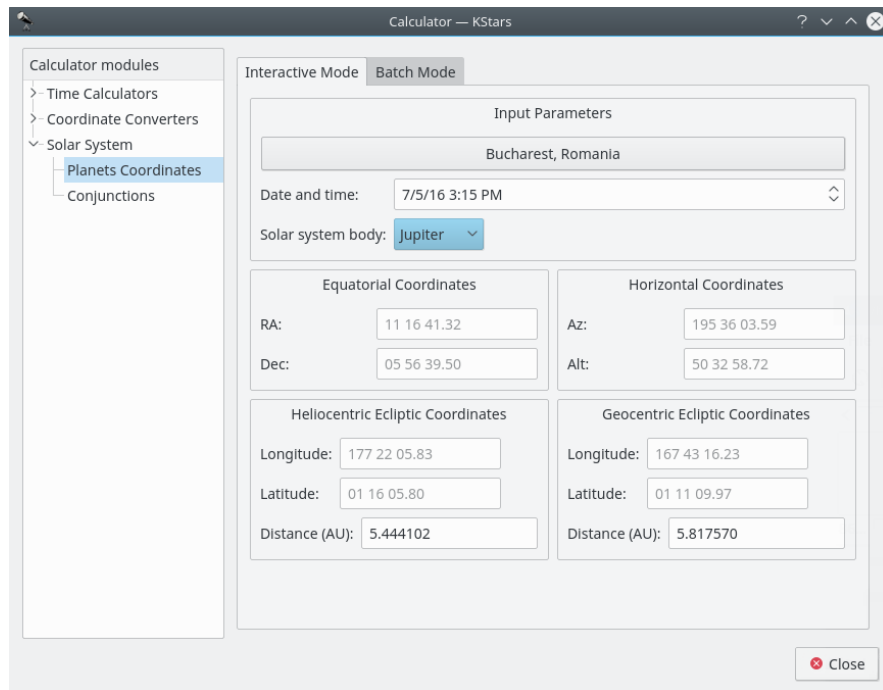 Calculator — KStars
Calculator modules
Time Calculators
Coordinate Converters
Solar System
Planets Coordinates
Conjunctions
Interactive Mode Batch Mode
Input Parameters
Bucharest, Romania
Date and time: 7/5/16 3:15 PM
Solar system body: Jupiter
Equatorial Coordinates
RA: 11 16 41.32
Dec: 05 56 39.50
Horizontal Coordinates
Az: 195 36 03.59
Alt: 50 32 58.72
Heliocentric Ecliptic Coordinates
Longitude: 177 22 05.83
Latitude: 01 16 05.80
Distance (AU): 5.444102
Geocentric Ecliptic Coordinates
Longitude: 167 43 16.23
Latitude: 01 11 09.97
Distance (AU): 5.817570
Close